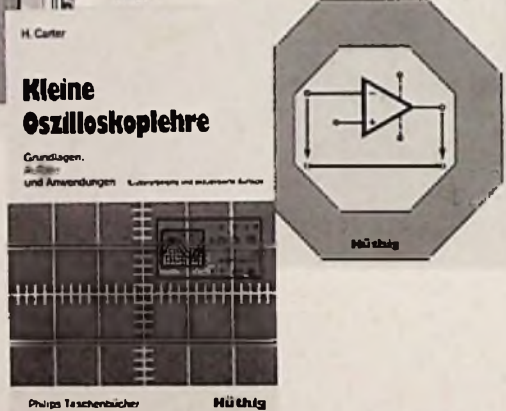 H. Carter
Kleine
Oszilloskoplehre
Grundlagen,
und Anwendungen
Philips Taschenbücher
Hüthig
Hüthig